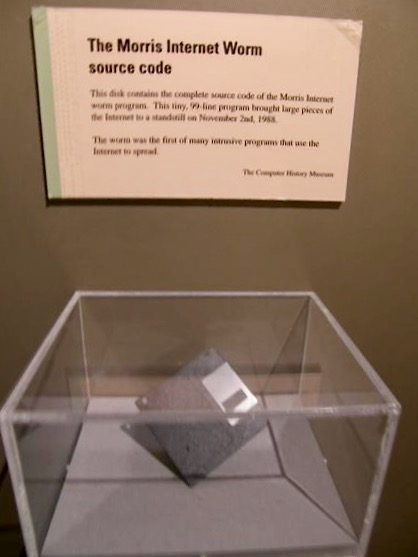 The Morris Internet Worm
source code
This disk contains the complete source code of the Morris Internet
worm program. This tiny, 99-line program brought large pieces of
the Internet to a standstill on November 2nd, 1988.
The worm was the first of many intrusive programs that use the
Internet to spread.
The Computer History Museum